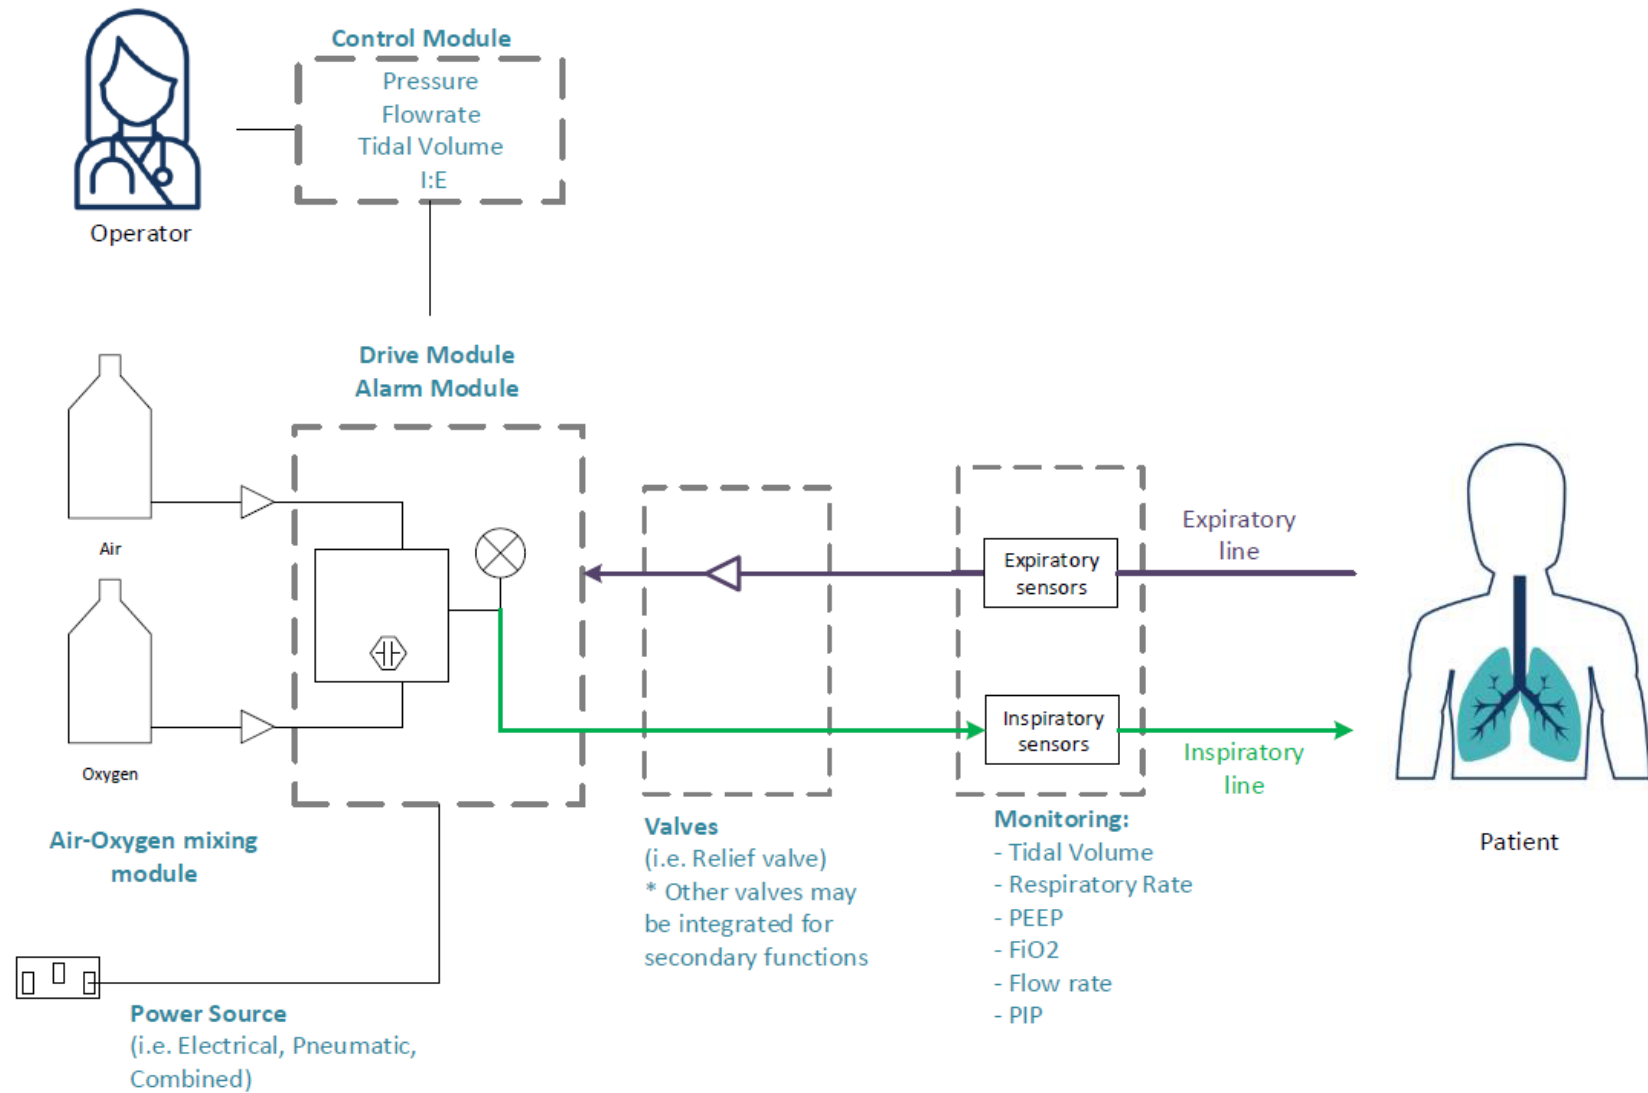 Control Module
Pressure
Flowrate
Tidal Volume
I:E
Operator
Drive Module
Alarm Module
Air
Oxygen
Air-Oxygen mixing
module
Power Source
(i.e. Electrical, Pneumatic,
Combined)
Valves
(i.e. Relief valve)
* Other valves may
be integrated for
secondary functions
Expiratory
sensors
Inspiratory
sensors
Monitoring:
- Tidal Volume
- Respiratory Rate
- PEEP
- FiO2
- Flow rate
- PIP
Expiratory
line
Inspiratory
line
Patient